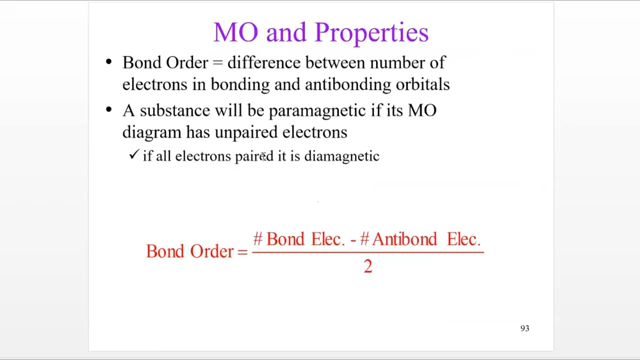 MO and Properties
• Bond Order = difference between number of
electrons in bonding and antibonding orbitals
• A substance will be paramagnetic if its MO
diagram has unpaired electrons
✓ if all electrons paired it is diamagnetic
# Bond Elec. - # Antibond Elec.
Bond Order =
2
93